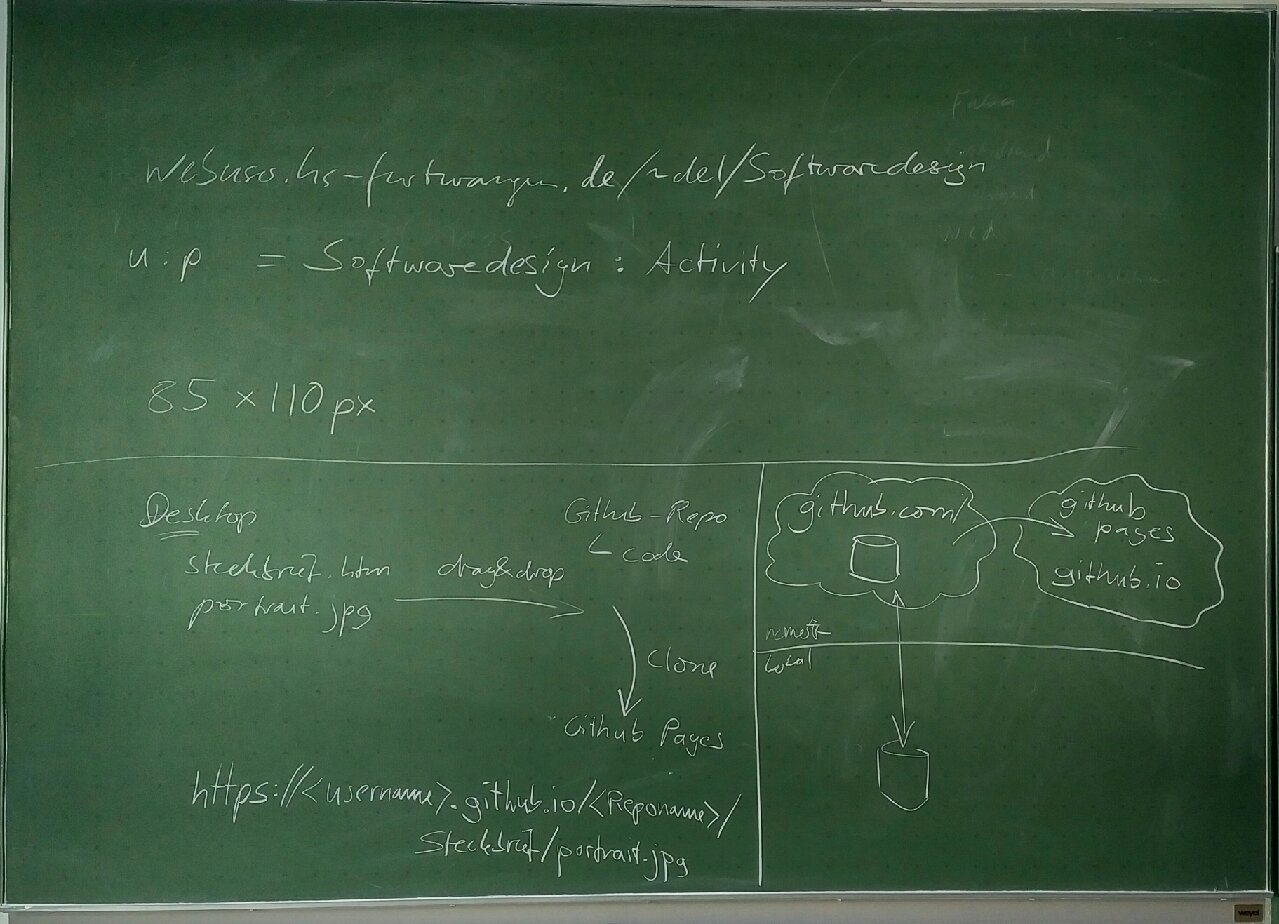 webuser.hs-furtwangen.de/~del/Softwaredesign
u:p = Softwaredesign : Activity
85 x 110 px
Desktop
steckbrief.htm
portrait.jpg
drag&drop
Github-Repo
code
Clone
Github Pages
https://<username>.github.io/<Reponame>/
Steckbrief/portrait.jpg
github.com/
github
pages
github.io
remote
local
weyel